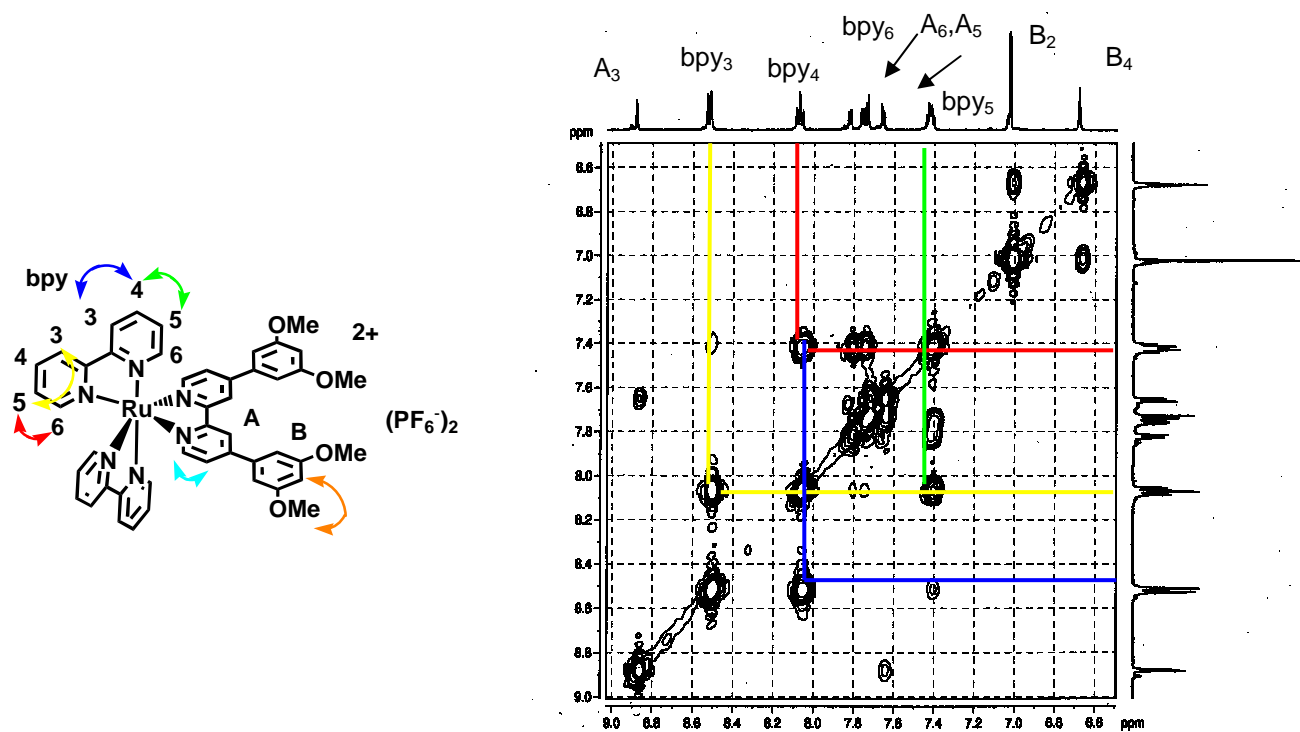 bpy
4
3
5
3
4
6
5
6
N
N
Ru
N
N
N
N
A
B
OMe
OMe
OMe
OMe
2+
(PF6-)2
A3
bpy3
bpy4
bpy6
A6,A5
bpy5
B2
B4
ppm
6.6
6.8
7.0
7.2
7.4
7.6
7.8
8.0
8.2
8.4
8.6
8.8
9.0
9.0 8.8 8.6 8.4 8.2 8.0 7.8 7.6 7.4 7.2 7.0 6.8 6.6 ppm